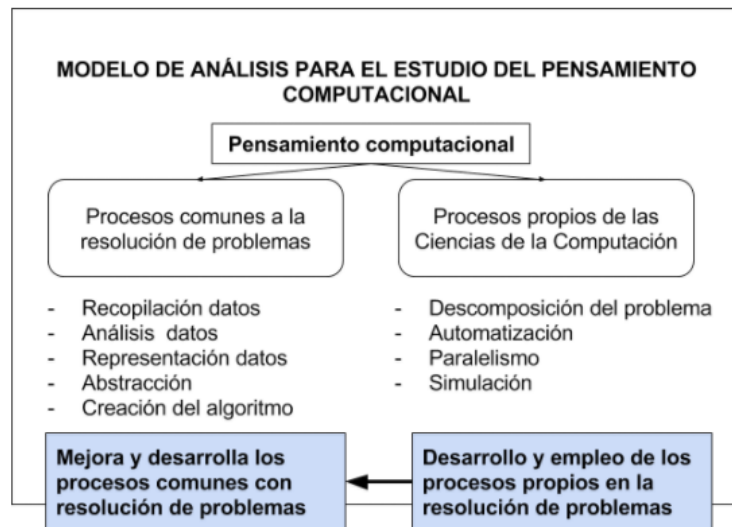 MODELO DE ANÁLISIS PARA EL ESTUDIO DEL PENSAMIENTO
COMPUTACIONAL
Pensamiento computacional
Procesos comunes a la
resolución de problemas
Procesos propios de las
Ciencias de la Computación
- Recopilación datos
- Análisis datos
- Representación datos
- Abstracción
- Creación del algoritmo
- Descomposición del problema
- Automatización
- Paralelismo
- Simulación
Mejora y desarrolla los
procesos comunes con
resolución de problemas
Desarrollo y empleo de los
procesos propios en la
resolución de problemas